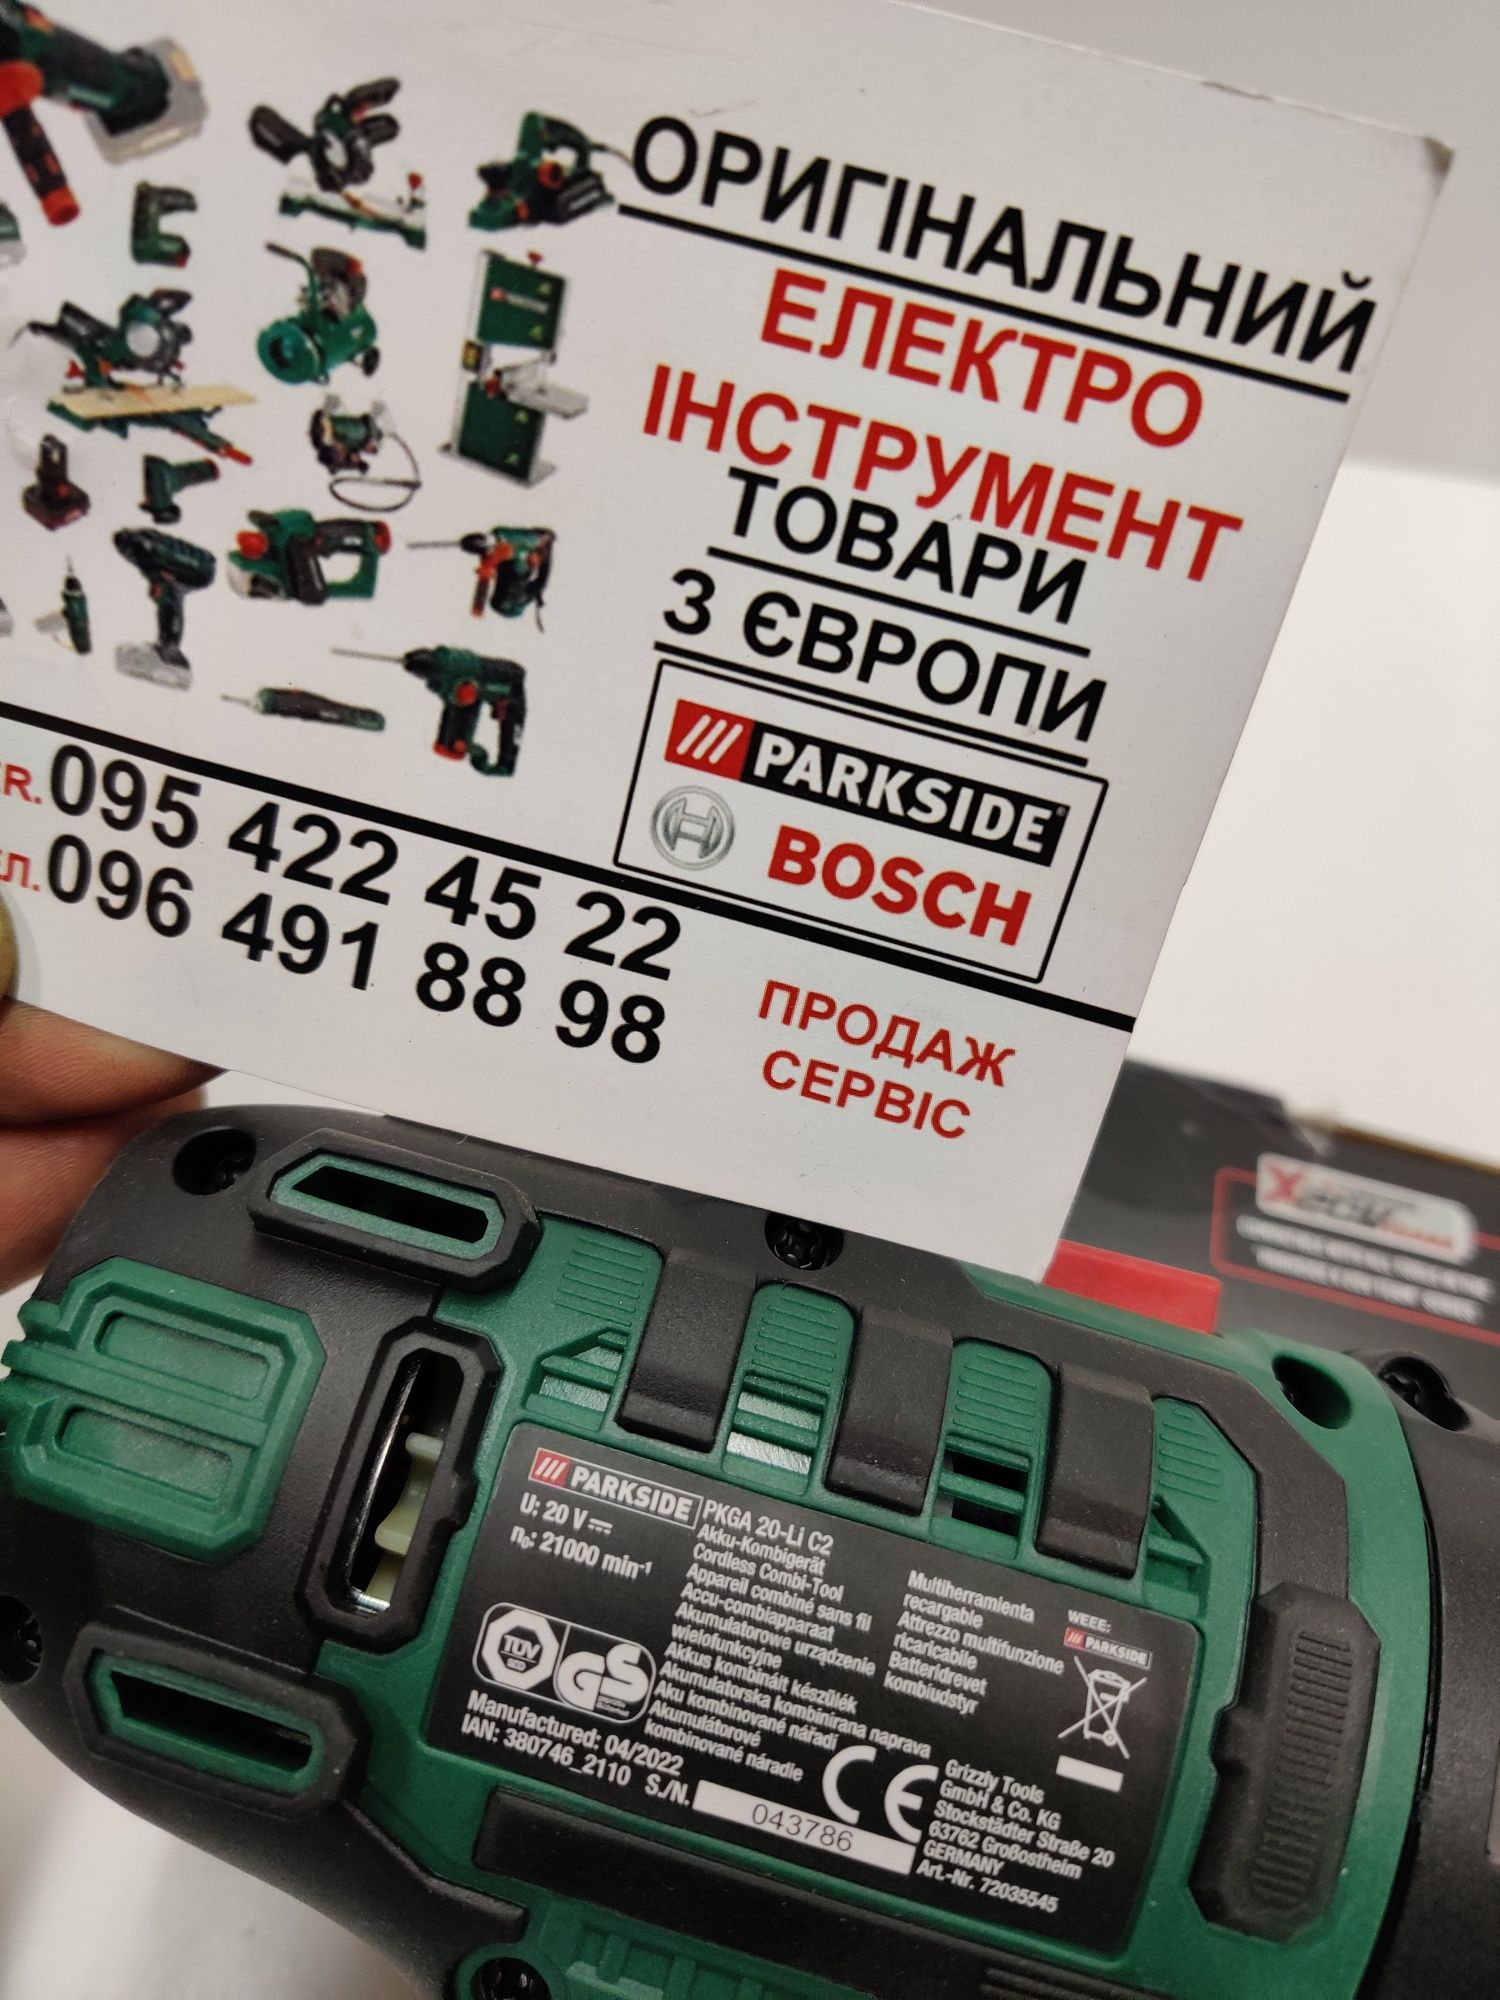 ОРИГІНАЛЬНИЙ
ЕЛЕКТРО
ІНСТРУМЕНТ
ТОВАРИ
З ЄВРОПИ
PARKSIDE®
BOSCH
R. 095 422 45 22
Л. 096 491 88 98
ПРОДАЖ
СЕРВІС
PARKSIDE
U: 20 V
n₀: 21000 min⁻¹
PKGA 20-Li C2
Akku-Kombigerät
Cordless Combi-Tool
Appareil combiné sans fil
Accu-combiapparaat
Akumulatorowe urządzenie
wielofunkcyjne
Akkus kombinált készülék
Akumulatorska kombinirana naprava
Aku kombinované nářadí
Akumulátorové
kombinované náradie
Multiherramienta
recargable
Attrezzo multifunzione
ricaricabile
Batteridrevet
kombiudstyr
WEEE:
PARKSIDE
TÜV
GS
Manufactured: 04/2022
IAN: 380746_2110 S./N. 043786
CE
Grizzly Tools
GmbH & Co. KG
Stockstädter Straße 20
63762 Großostheim
GERMANY
Art.-Nr. 72035545